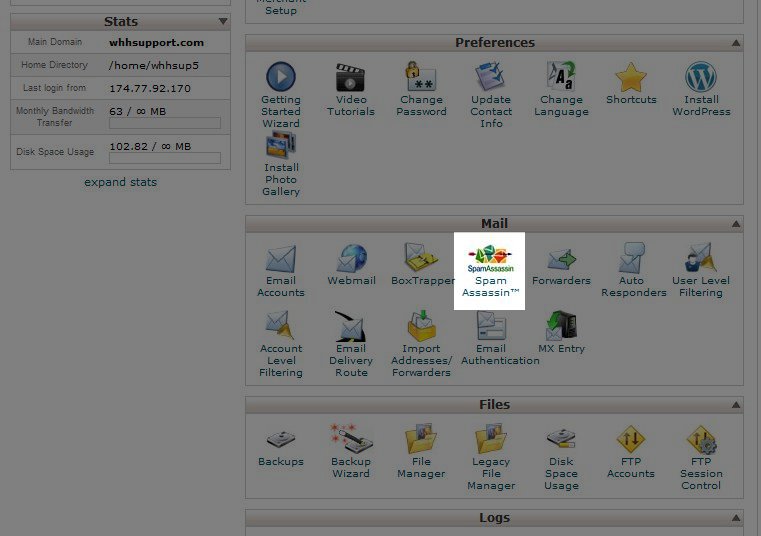 Merchant
Setup
Stats
Main Domain whhsupport.com
Home Directory /home/whhsup5
Last login from 174.77.92.170
Monthly Bandwidth Transfer 63 / ∞ MB
Disk Space Usage 102.82 / ∞ MB
expand stats
Preferences
Getting Started Wizard
Video Tutorials
Change Password
Update Contact Info
Change Language
Shortcuts
Install WordPress
Install Photo Gallery
Mail
Email Accounts
Webmail
BoxTrapper
SpamAssassin
Spam Assassin™
Forwarders
Auto Responders
User Level Filtering
Account Level Filtering
Email Delivery Route
Import Addresses/ Forwarders
Email Authentication
MX Entry
Files
Backups
Backup Wizard
File Manager
Legacy File Manager
Disk Space Usage
FTP Accounts
FTP Session Control
Logs